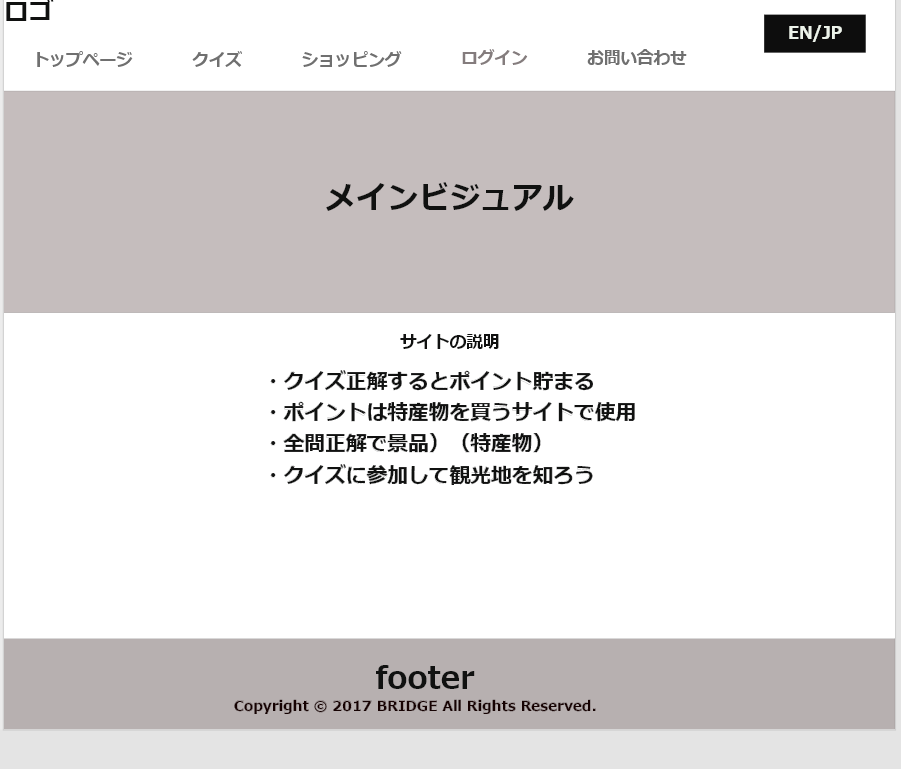 ロゴ
EN/JP
トップページ クイズ ショッピング ログイン お問い合わせ
メインビジュアル
サイトの説明
・クイズ正解するとポイント貯まる
・ポイントは特産物を買うサイトで使用
・全問正解で景品）（特産物）
・クイズに参加して観光地を知ろう
footer
Copyright © 2017 BRIDGE All Rights Reserved.